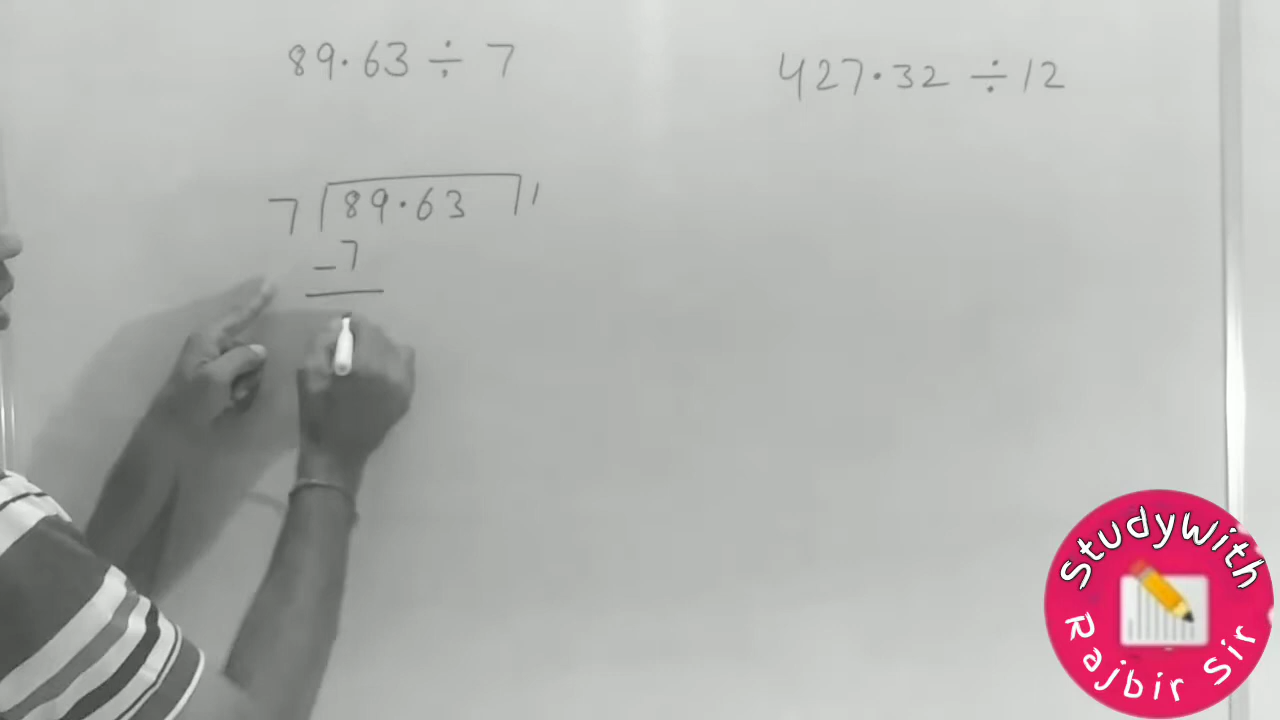 89.63 ÷ 7
427.32 ÷ 12
7 89.63 1
-7
StudyWith
Rajbir Sir